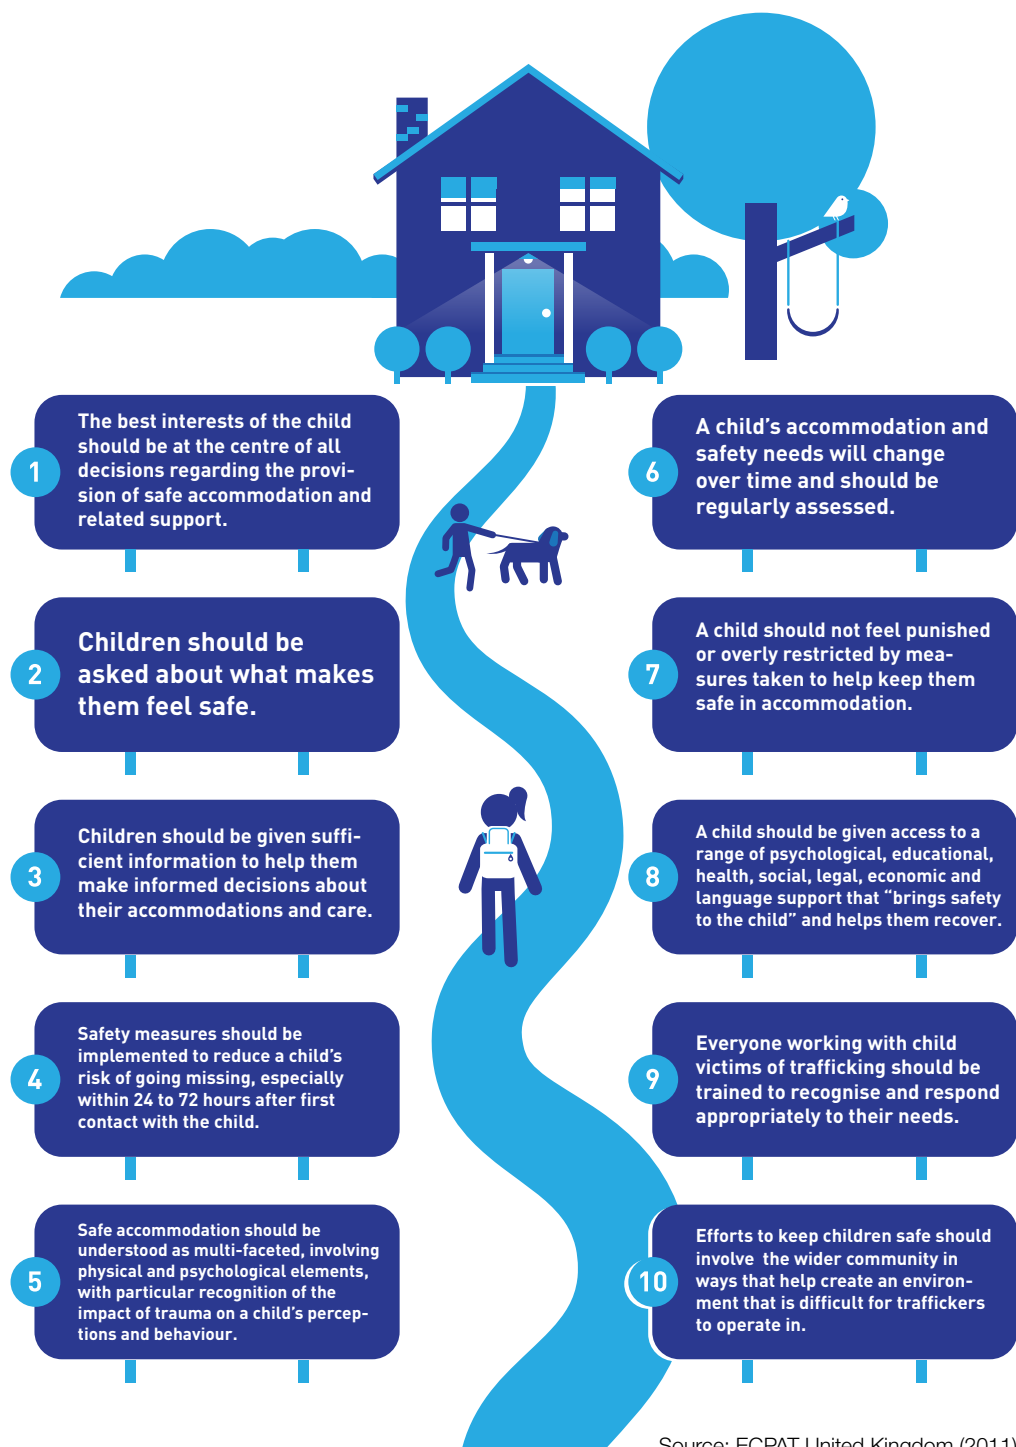 1
The best interests of the child
should be at the centre of all
decisions regarding the provi-
sion of safe accommodation and
related support.
2
Children should be
asked about what makes
them feel safe.
3
Children should be given suffi-
cient information to help them
make informed decisions about
their accommodations and care.
4
Safety measures should be
implemented to reduce a child’s
risk of going missing, especially
within 24 to 72 hours after first
contact with the child.
5
Safe accommodation should be
understood as multi-faceted, involving
physical and psychological elements,
with particular recognition of the
impact of trauma on a child’s percep-
tions and behaviour.
6
A child’s accommodation and
safety needs will change
over time and should be
regularly assessed.
7
A child should not feel punished
or overly restricted by mea-
sures taken to help keep them
safe in accommodation.
8
A child should be given access to a
range of psychological, educational,
health, social, legal, economic and
language support that “brings safety
to the child” and helps them recover.
9
Everyone working with child
victims of trafficking should be
trained to recognise and respond
appropriately to their needs.
10
Efforts to keep children safe should
involve the wider community in
ways that help create an environ-
ment that is difficult for traffickers
to operate in.
Source: ECPAT United Kingdom (2011)